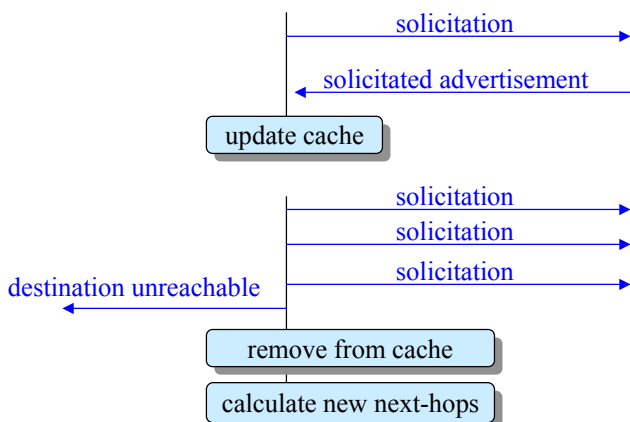 solicitation
solicitated advertisement
update cache
solicitation
solicitation
solicitation
destination unreachable
remove from cache
calculate new next-hops